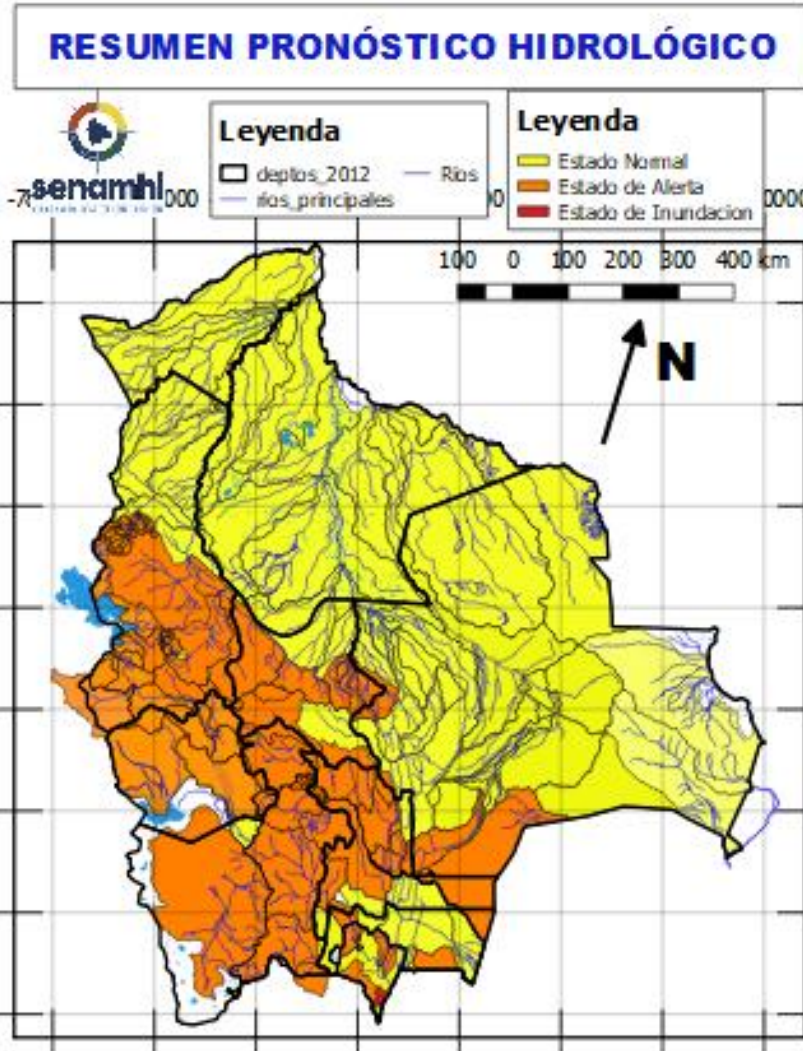 RESUMEN PRONÓSTICO HIDROLÓGICO
senamhi
Leyenda
deptos_2012
Rios
rios_principales
Leyenda
Estado Normal
Estado de Alerta
Estado de Inundacion
100 0 100 200 300 400 km
N